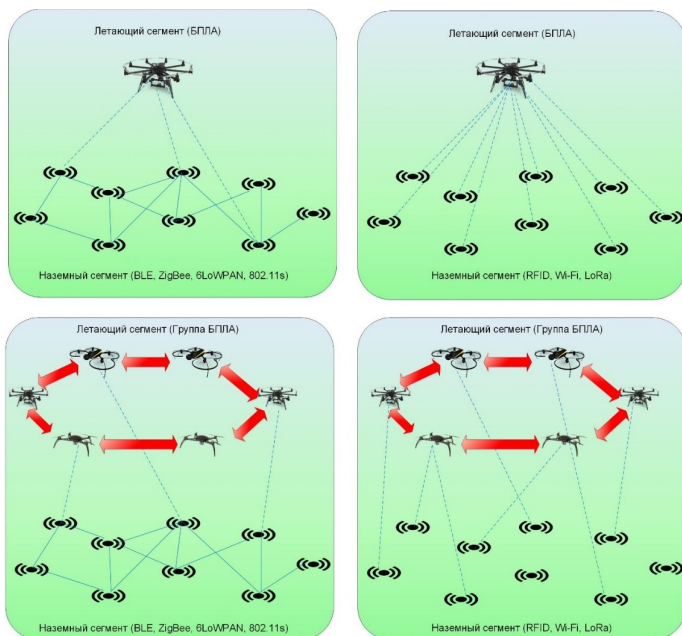 Летающий сегмент (БПЛА)
Наземный сегмент (BLE, ZigBee, 6LoWPAN, 802.11s)
Летающий сегмент (БПЛА)
Наземный сегмент (RFID, Wi-Fi, LoRa)
Летающий сегмент (Группа БПЛА)
Наземный сегмент (BLE, ZigBee, 6LoWPAN, 802.11s)
Летающий сегмент (Группа БПЛА)
Наземный сегмент (RFID, Wi-Fi, LoRa)